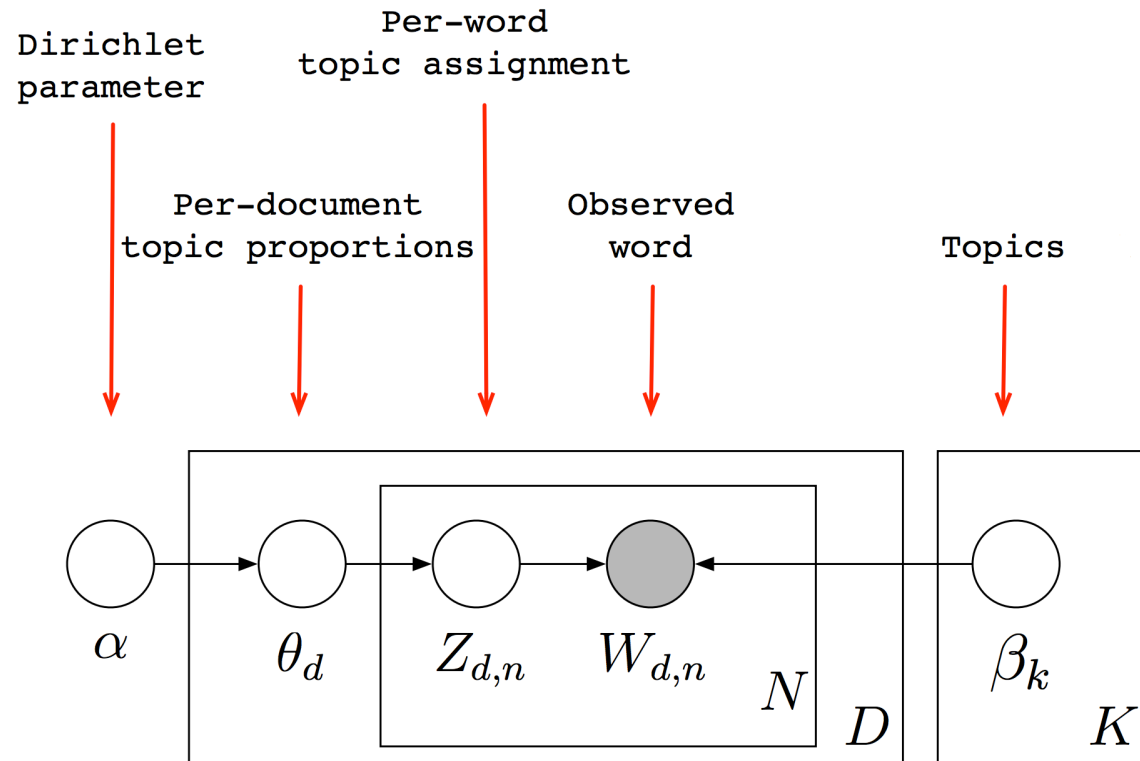 Dirichlet
parameter
Per-word
topic assignment
Per-document
topic proportions
Observed
word
Topics
α
θ_d
Z_{d,n}
W_{d,n}
N
D
β_k
K